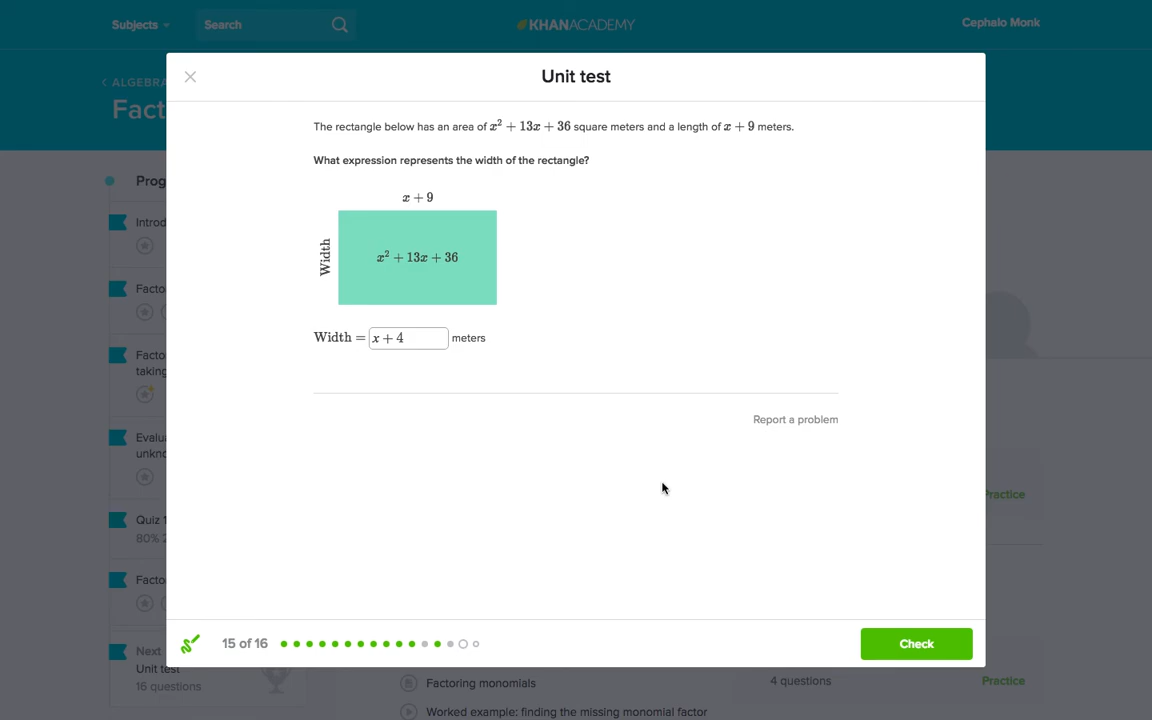 Subjects
Search
KHANACADEMY
Cephalo Monk
ALGEBRA
Fact
Unit test
The rectangle below has an area of x² + 13x + 36 square meters and a length of x + 9 meters.
What expression represents the width of the rectangle?
x + 9
Width
x² + 13x + 36
Width = x + 4 meters
Report a problem
Prog
Introd
Facto
Facto
taking
Evalua
unkno
Quiz 1
80%
Facto
Next
Unit test
16 questions
Practice
15 of 16
Check
Factoring monomials
4 questions
Practice
Worked example: finding the missing monomial factor